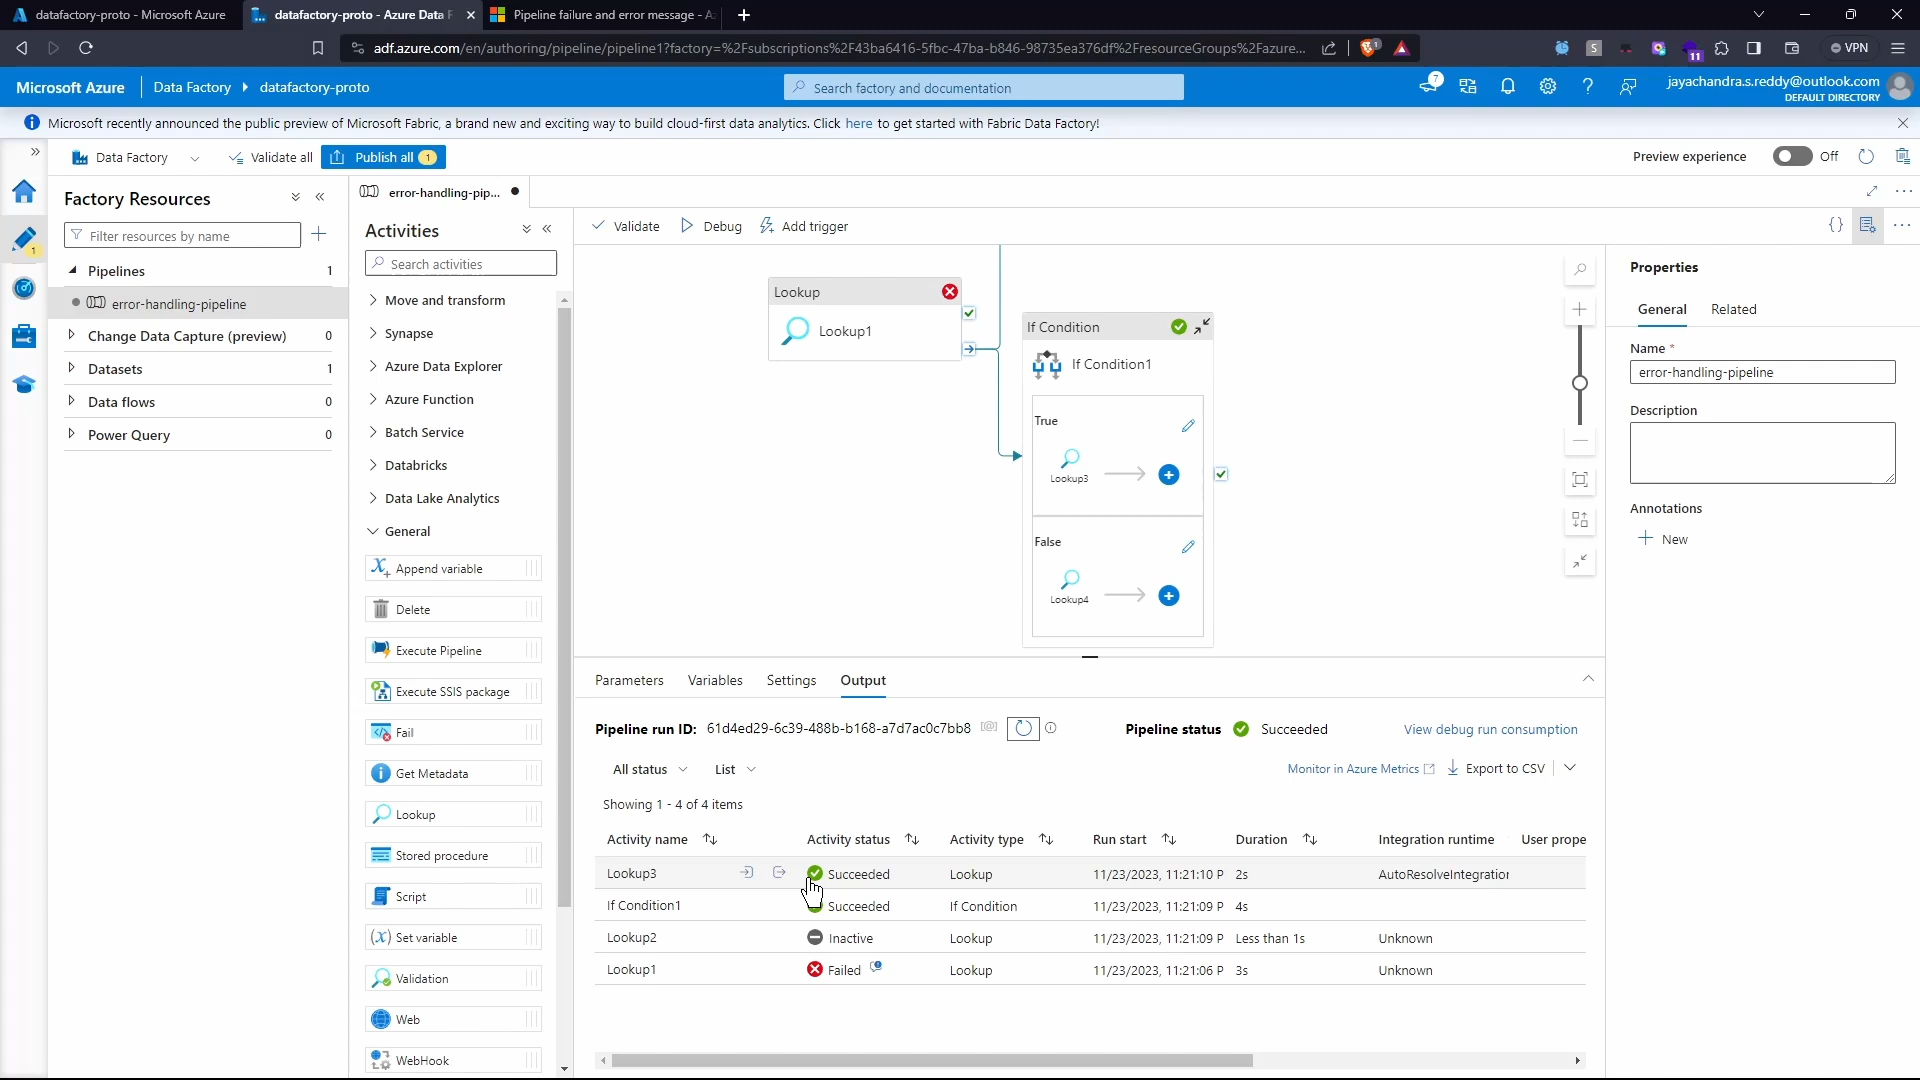 datafactory-proto - Microsoft Azure
datafactory-proto - Azure Data F
Pipeline failure and error message - A
adf.azure.com/en/authoring/pipeline/pipeline1?factory=%2Fsubscriptions%2F43ba6416-5fbc-47ba-b846-98735ea376df%2FresourceGroups%2Fazure...
S
1
11
VPN
Microsoft Azure
Data Factory
datafactory-proto
Search factory and documentation
7
jayachandra.s.reddy@outlook.com
DEFAULT DIRECTORY
Microsoft recently announced the public preview of Microsoft Fabric, a brand new and exciting way to build cloud-first data analytics. Click here to get started with Fabric Data Factory!
Data Factory
Validate all
Publish all 1
Preview experience
Off
1
Factory Resources
Filter resources by name
Pipelines 1
error-handling-pipeline
Change Data Capture (preview) 0
Datasets 1
Data flows 0
Power Query 0
error-handling-pip...
Activities
Search activities
Move and transform
Synapse
Azure Data Explorer
Azure Function
Batch Service
Databricks
Data Lake Analytics
General
Append variable
Delete
Execute Pipeline
Execute SSIS package
Fail
Get Metadata
Lookup
Stored procedure
Script
Set variable
Validation
Web
WebHook
Validate
Debug
Add trigger
Lookup
Lookup1
If Condition
If Condition1
True
Lookup3
False
Lookup4
Parameters
Variables
Settings
Output
Pipeline run ID: 61d4ed29-6c39-488b-b168-a7d7ac0c7bb8
Pipeline status Succeeded
View debug run consumption
All status
List
Monitor in Azure Metrics
Export to CSV
Showing 1 - 4 of 4 items
Activity name Activity status Activity type Run start Duration Integration runtime User prope
Lookup3 Succeeded Lookup 11/23/2023, 11:21:10 P 2s AutoResolveIntegration
If Condition1 Succeeded If Condition 11/23/2023, 11:21:09 P 4s
Lookup2 Inactive Lookup 11/23/2023, 11:21:09 P Less than 1s Unknown
Lookup1 Failed Lookup 11/23/2023, 11:21:06 P 3s Unknown
Properties
General
Related
Name *
error-handling-pipeline
Description
Annotations
New